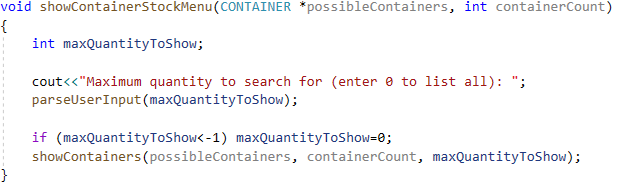 void showContainerStockMenu(CONTAINER *possibleContainers, int containerCount)
{
int maxQuantityToShow;
cout<<"Maximum quantity to search for (enter 0 to list all): ";
parseUserInput(maxQuantityToShow);
if (maxQuantityToShow<-1) maxQuantityToShow=0;
showContainers(possibleContainers, containerCount, maxQuantityToShow);
}